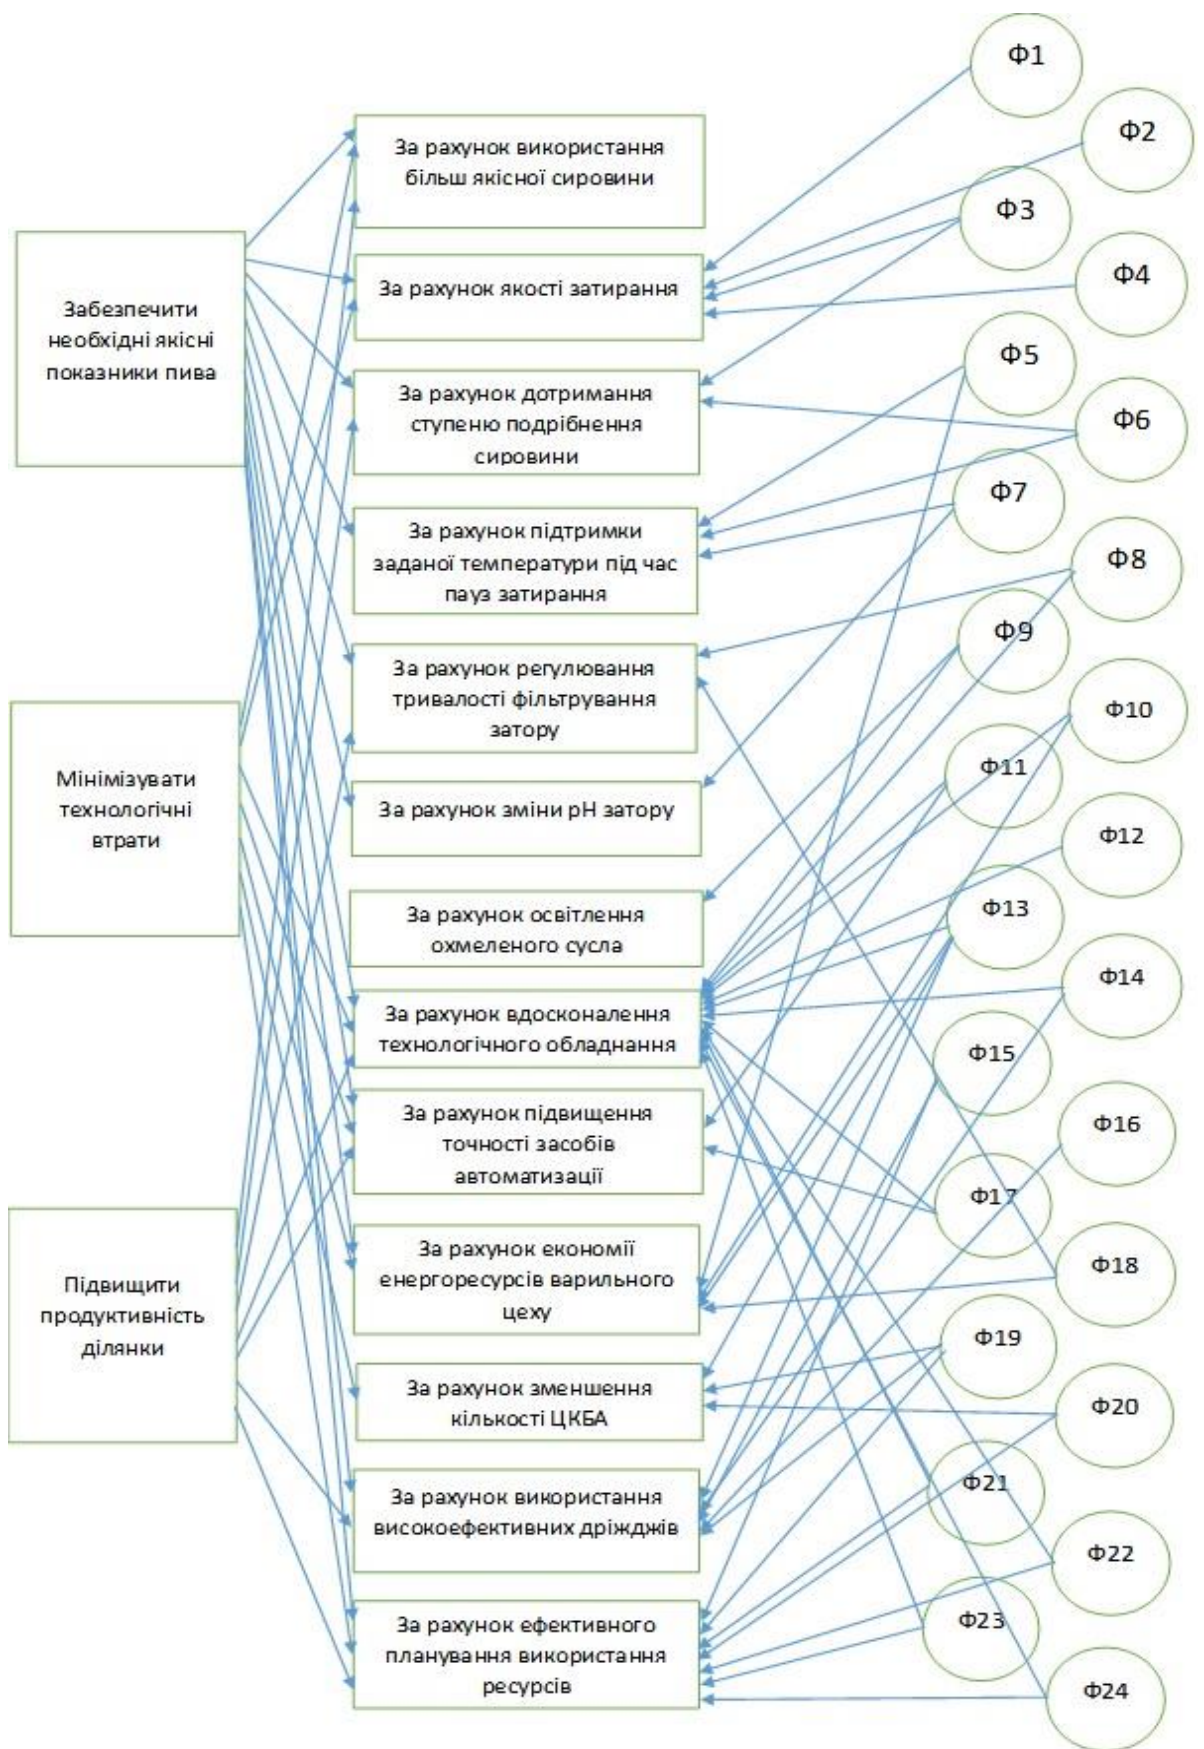 Ф1
Ф2
За рахунок використання
більш якісної сировини
Ф3
Ф4
За рахунок якості затирання
Забезпечити
необхідні якісні
показники пива
Ф5
За рахунок дотримання
ступеню подрібнення
сировини
Ф6
Ф7
За рахунок підтримки
заданої температури під час
пауз затирання
Ф8
Ф9
За рахунок регулювання
тривалості фільтрування
затору
Ф10
Ф11
Мінімізувати
технологічні
втрати
За рахунок зміни рН затору
Ф12
Ф13
За рахунок освітлення
охмеленого сусла
Ф14
За рахунок вдосконалення
технологічного обладнання
Ф15
За рахунок підвищення
точності засобів
автоматизації
Ф16
Ф17
За рахунок економії
енергоресурсів варильного
цеху
Ф18
Підвищити
продуктивність
ділянки
Ф19
За рахунок зменшення
кількості ЦКБА
Ф20
Ф21
За рахунок використання
високоефективних дріжджів
Ф22
Ф23
За рахунок ефективного
планування використання
ресурсів
Ф24